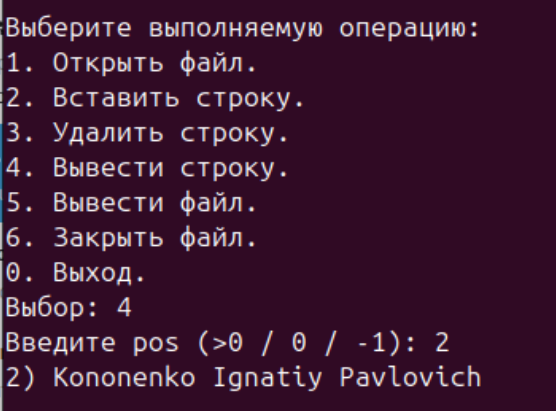 Выберите выполняемую операцию:
1. Открыть файл.
2. Вставить строку.
3. Удалить строку.
4. Вывести строку.
5. Вывести файл.
6. Закрыть файл.
0. Выход.
Выбор: 4
Введите pos (>0 / 0 / -1): 2
2) Kononenko Ignatiy Pavlovich